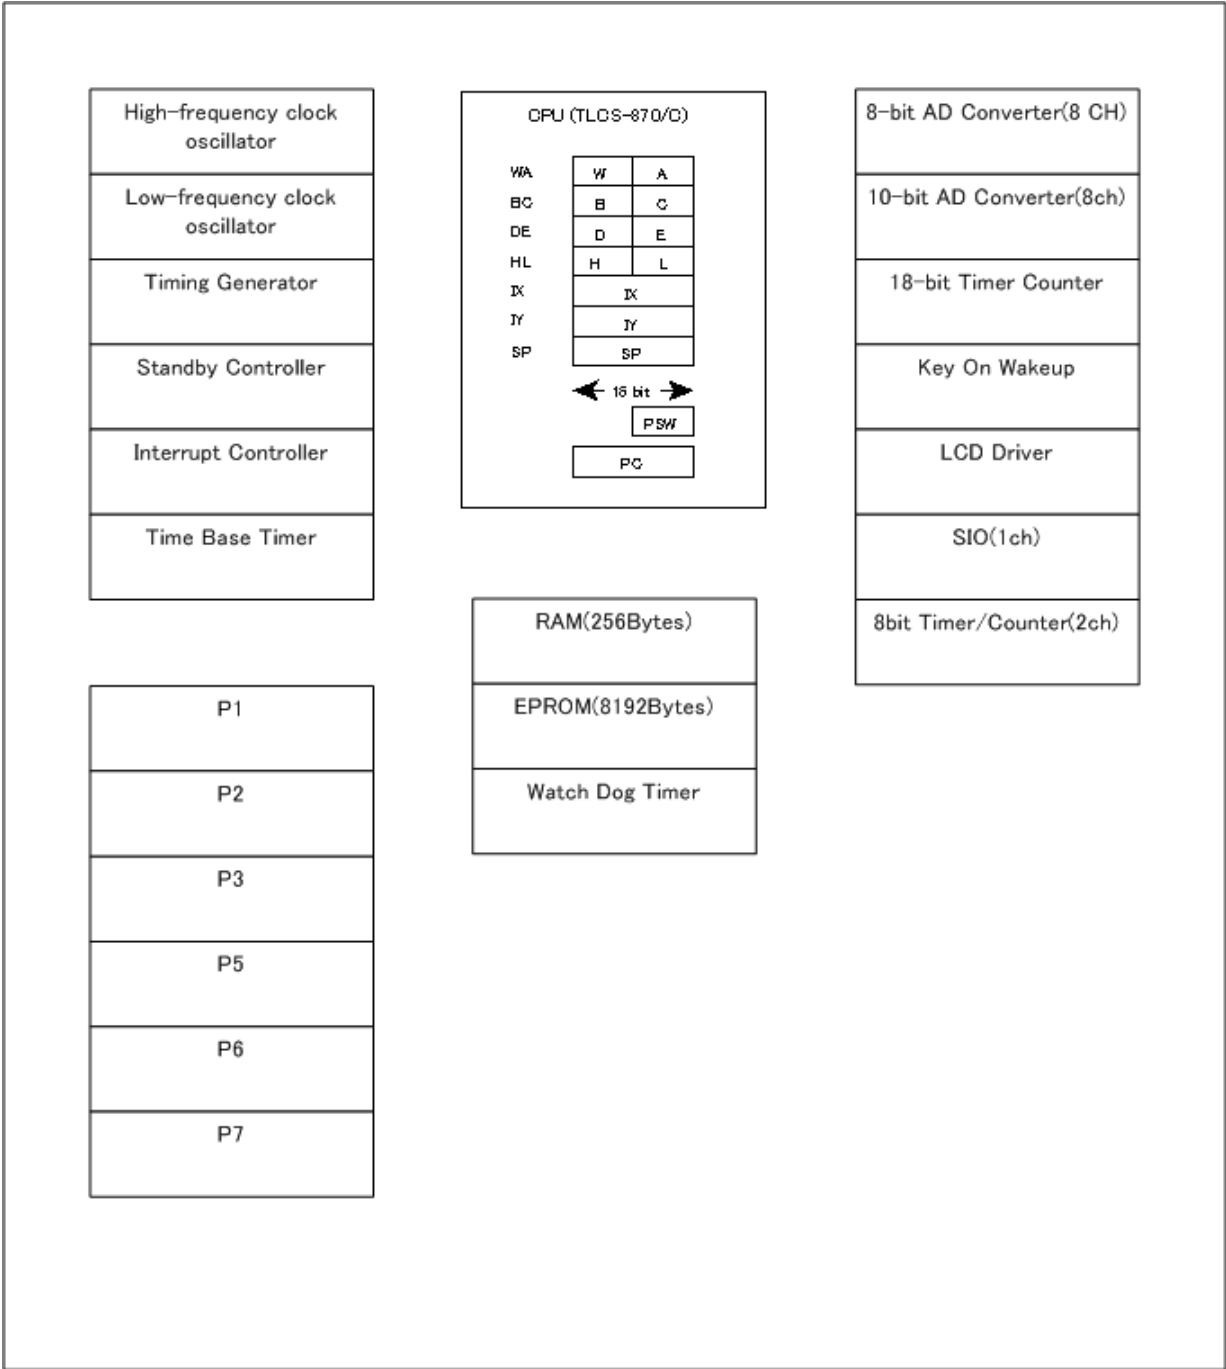 High-frequency clock
oscillator
Low-frequency clock
oscillator
Timing Generator
Standby Controller
Interrupt Controller
Time Base Timer
P1
P2
P3
P5
P6
P7
CPU (TLCS-870/C)
WA W A
BC B C
DE D E
HL H L
IX IX
IY IY
SP SP
16 bit
PSW
PC
RAM(256Bytes)
EPROM(8192Bytes)
Watch Dog Timer
8-bit AD Converter(8 CH)
10-bit AD Converter(8ch)
18-bit Timer Counter
Key On Wakeup
LCD Driver
SIO(1ch)
8bit Timer/Counter(2ch)